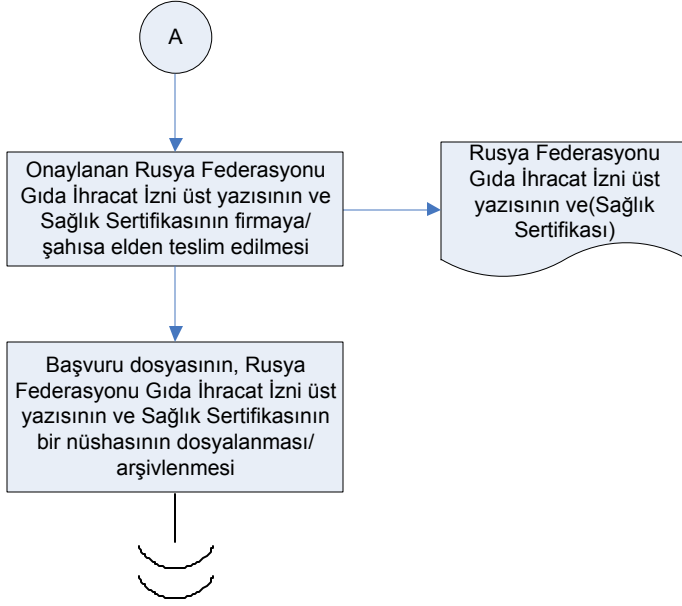 A
Onaylanan Rusya Federasyonu
Gıda İhracat İzni üst yazısının ve
Sağlık Sertifikasının firmaya/
şahısa elden teslim edilmesi
Rusya Federasyonu
Gıda İhracat İzni üst
yazısının ve(Sağlık
Sertifikası)
Başvuru dosyasının, Rusya
Federasyonu Gıda İhracat İzni üst
yazısının ve Sağlık Sertifikasının
bir nüshasının dosyalanması/
arşivlenmesi